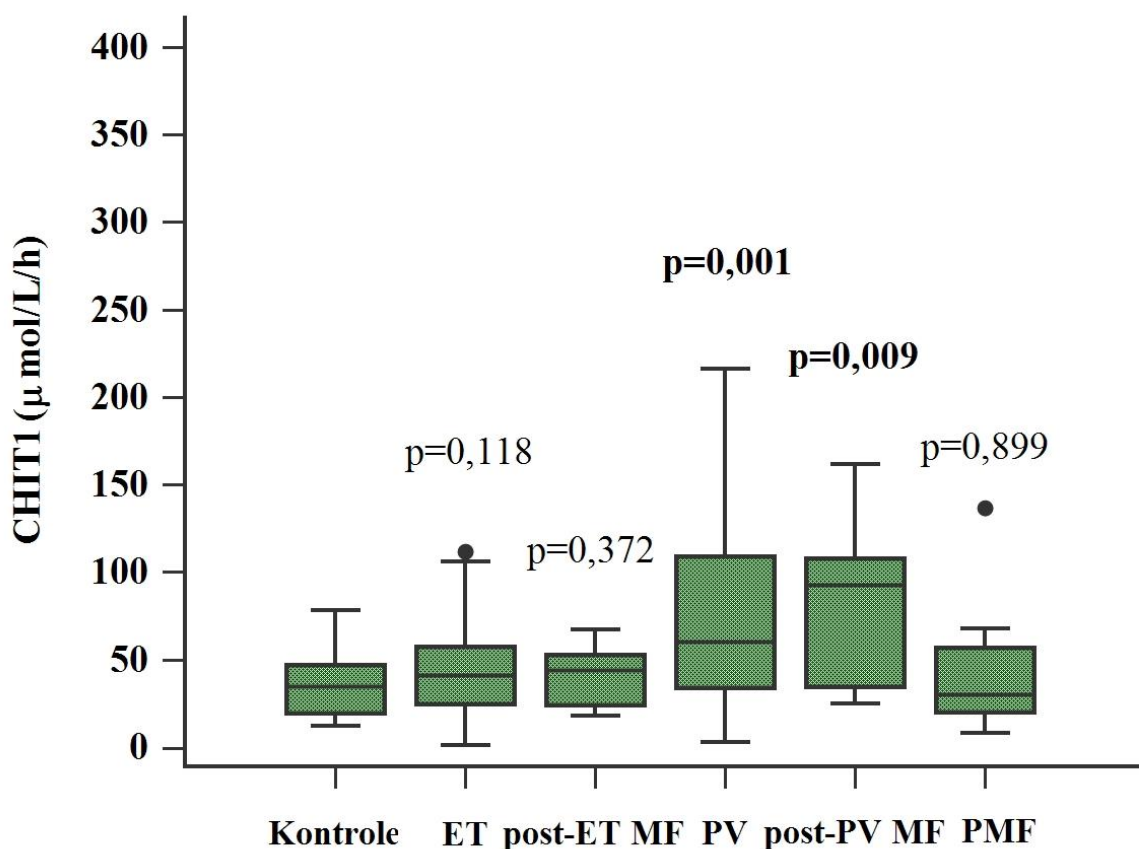 CHIT1 (µ mol/L/h)
400
350
300
250
200
150
100
50
0
p=0,118
p=0,372
p=0,001
p=0,009
p=0,899
Kontrole
ET
post-ET MF
PV
post-PV MF
PMF